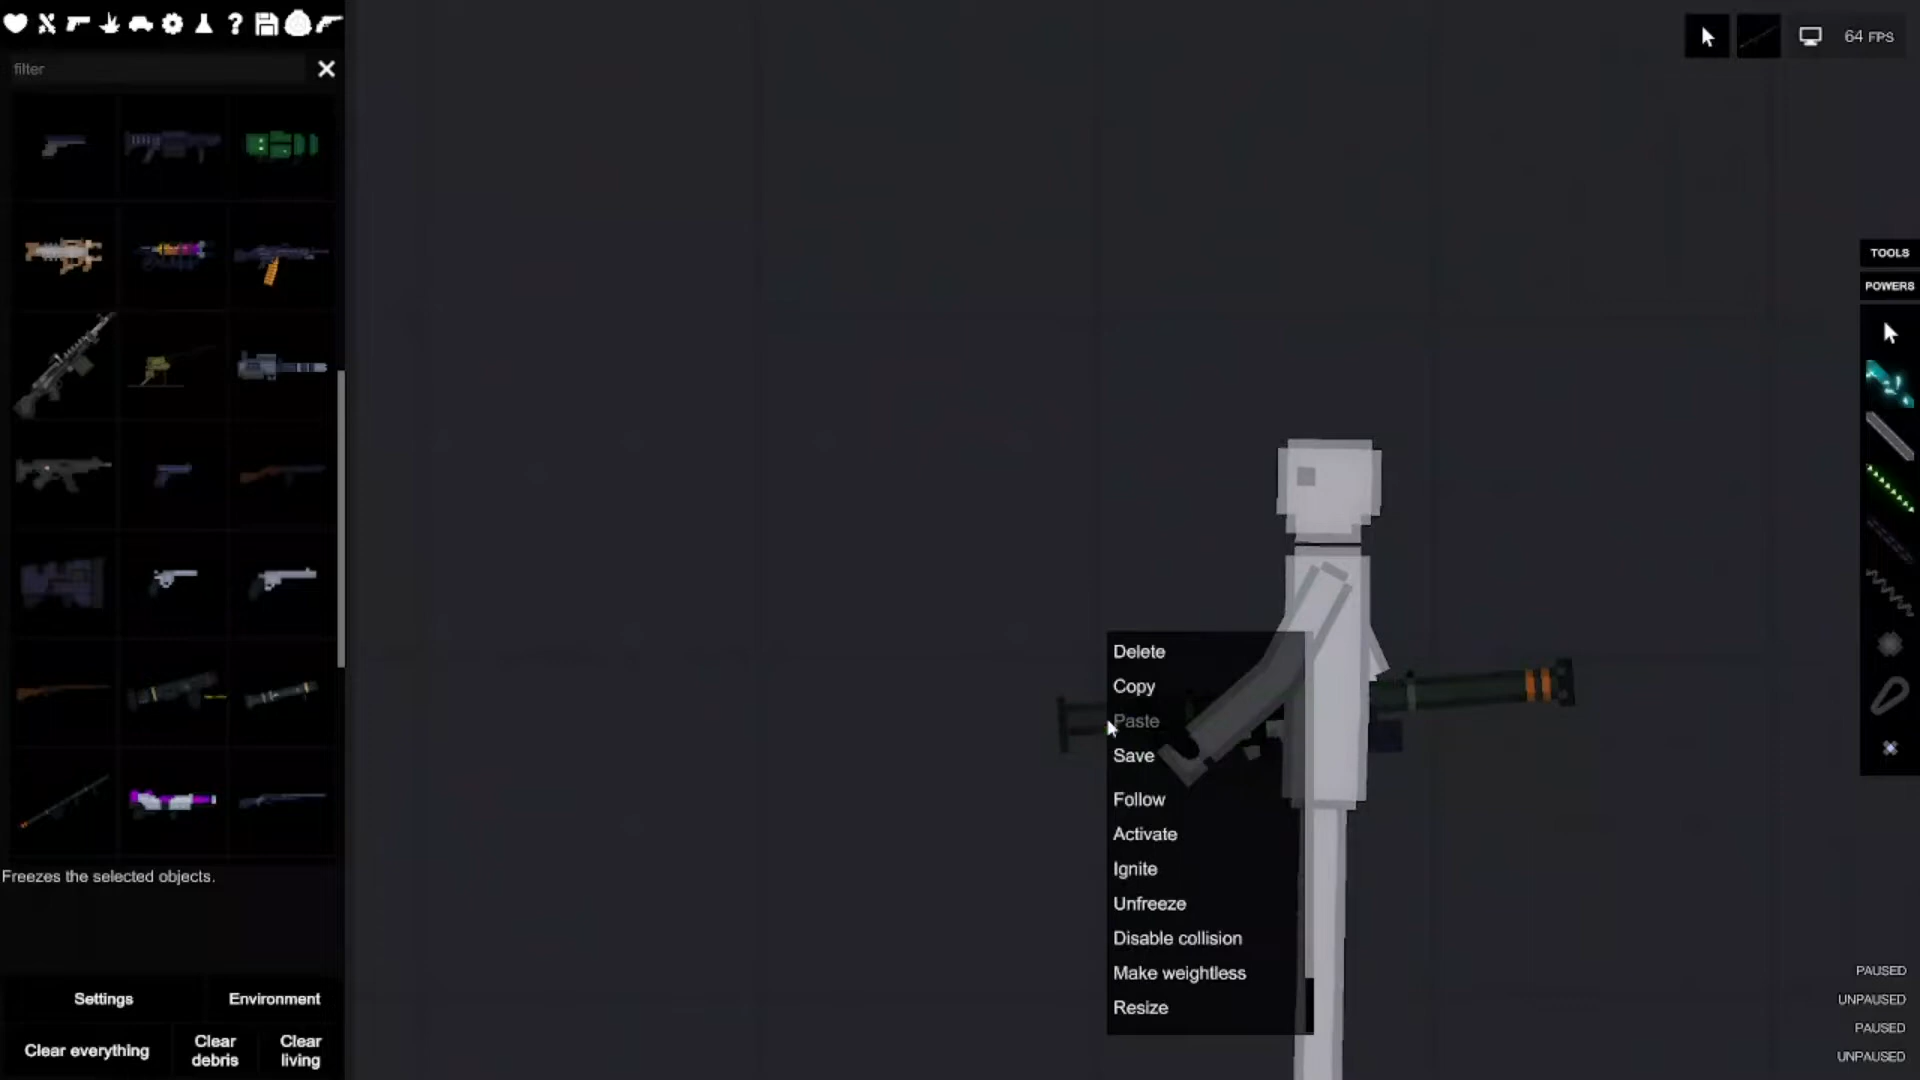 filter
64 FPS
TOOLS
POWERS
Delete
Copy
Paste
Save
Follow
Activate
Ignite
Unfreeze
Disable collision
Make weightless
Resize
Freezes the selected objects.
Settings
Environment
Clear everything
Clear
debris
Clear
living
PAUSED
UNPAUSED
PAUSED
UNPAUSED